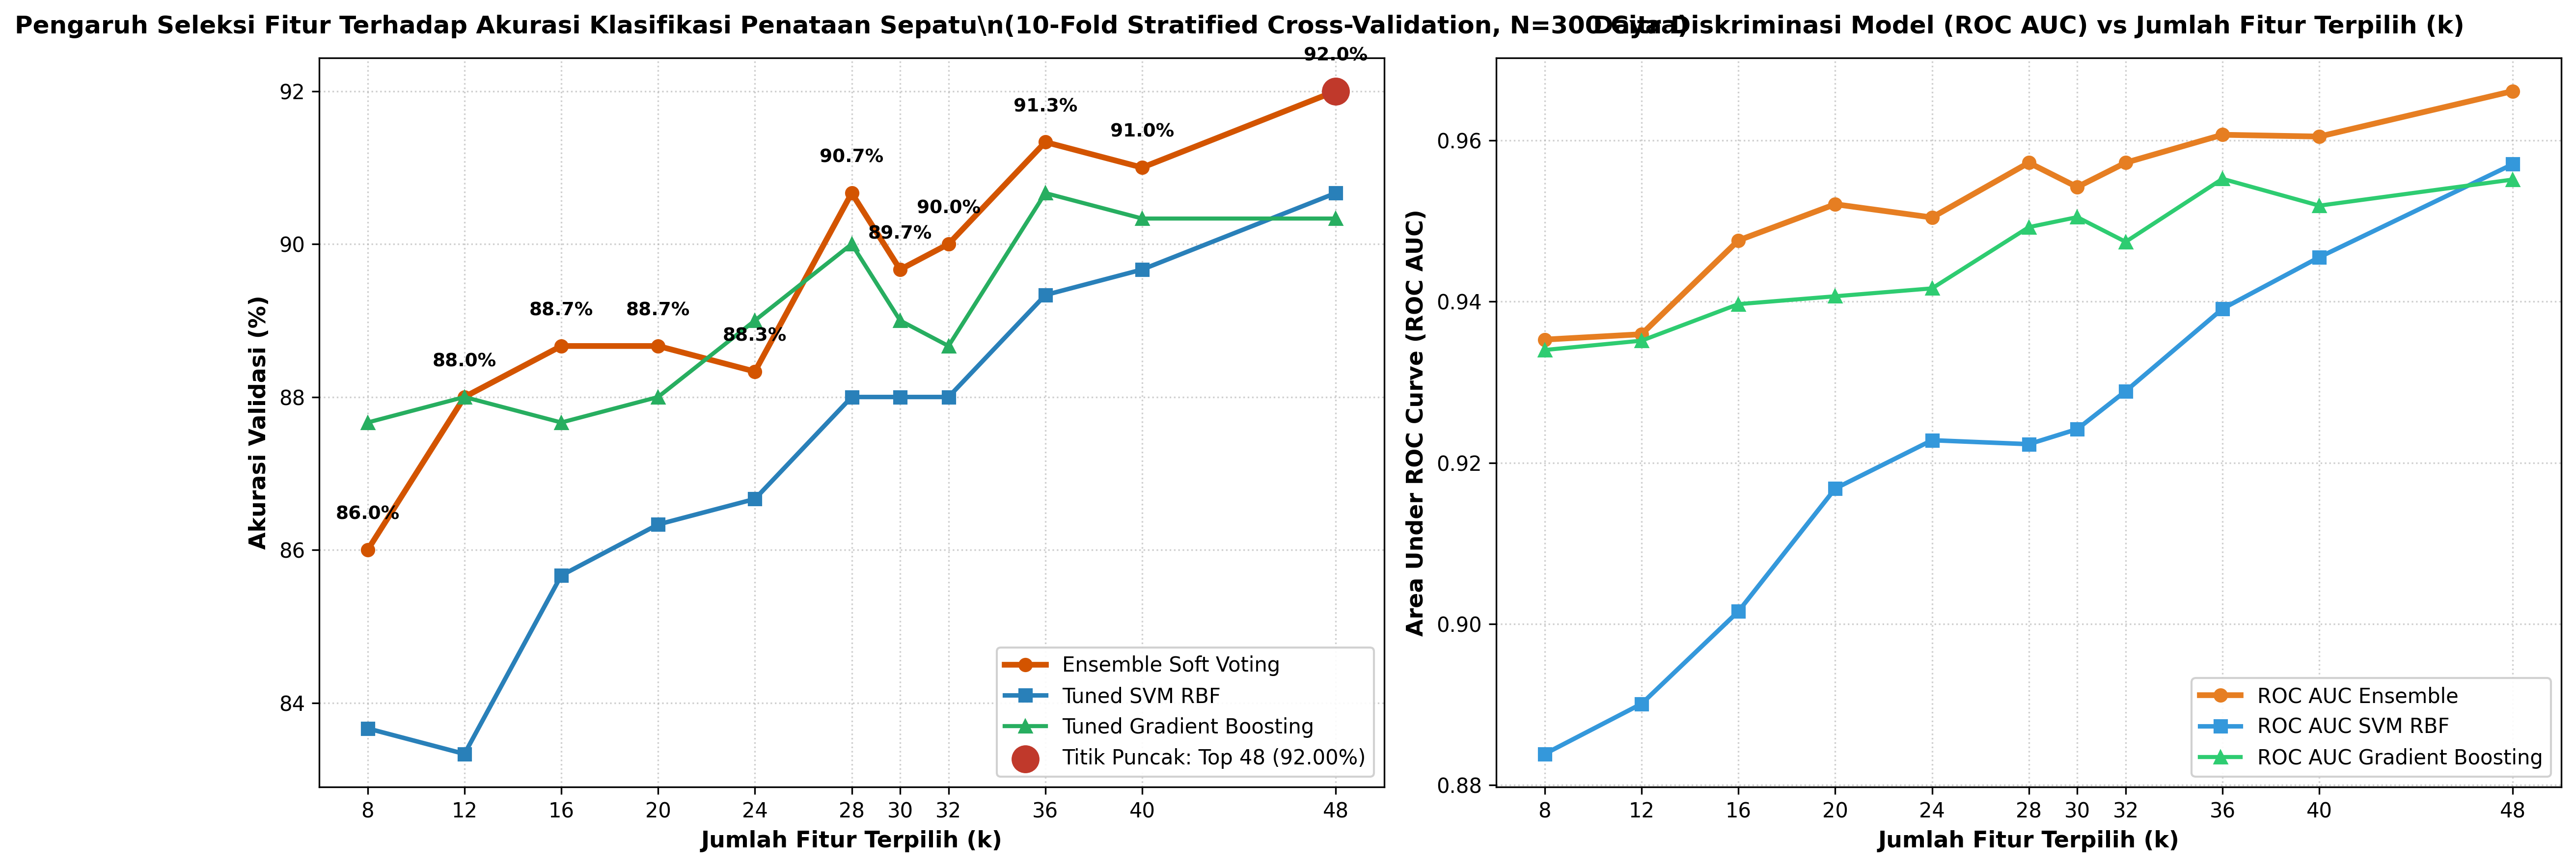 Pengaruh Seleksi Fitur Terhadap Akurasi Klasifikasi Penataan Sepatu\n(10-Fold Stratified Cross-Validation, N=300 Citra)
92.0%
91.3%
91.0%
90.7%
90.0%
89.7%
88.7%
88.7%
88.3%
88.0%
86.0%
Akurasi Validasi (%)
92
90
88
86
84
Ensemble Soft Voting
Tuned SVM RBF
Tuned Gradient Boosting
Titik Puncak: Top 48 (92.00%)
8 12 16 20 24 28 30 32 36 40 48
Jumlah Fitur Terpilih (k)
Daya Diskriminasi Model (ROC AUC) vs Jumlah Fitur Terpilih (k)
Area Under ROC Curve (ROC AUC)
0.96
0.94
0.92
0.90
0.88
ROC AUC Ensemble
ROC AUC SVM RBF
ROC AUC Gradient Boosting
8 12 16 20 24 28 30 32 36 40 48
Jumlah Fitur Terpilih (k)